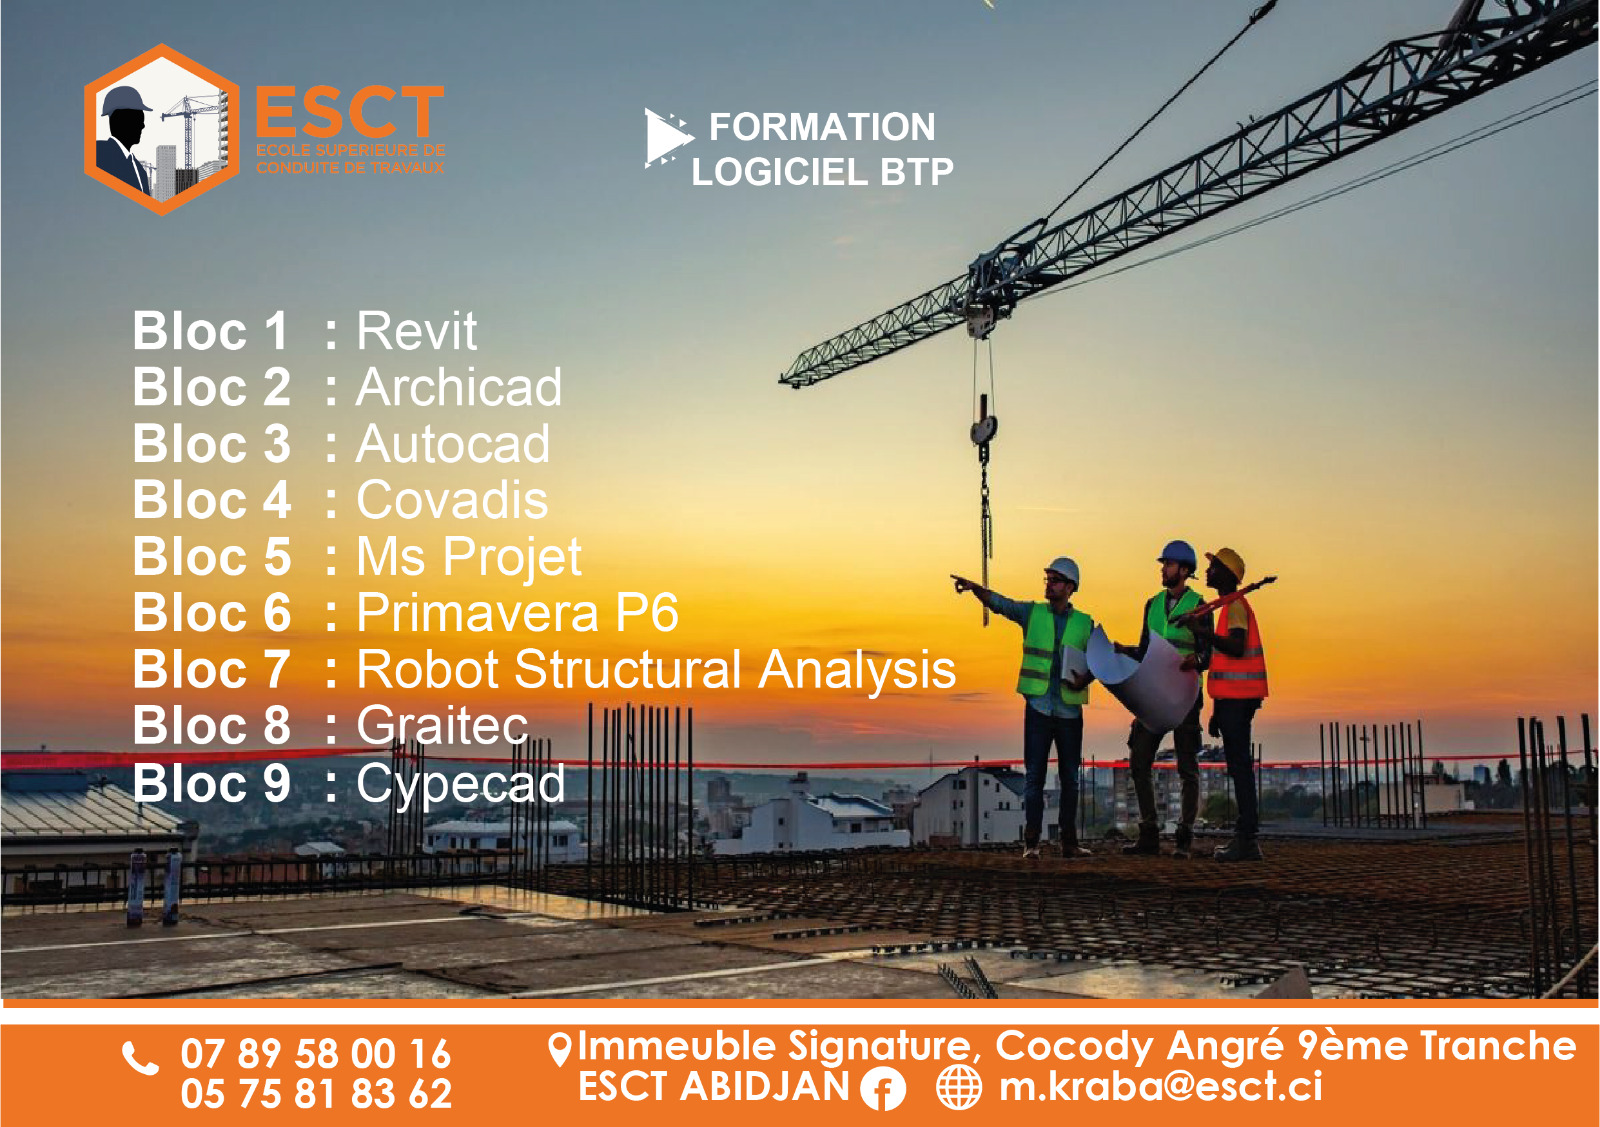 ESCT
ECOLE SUPERIEURE DE
CONDUITE DE TRAVAUX
FORMATION
LOGICIEL BTP
Bloc 1 : Revit
Bloc 2 : Archicad
Bloc 3 : Autocad
Bloc 4 : Covadis
Bloc 5 : Ms Projet
Bloc 6 : Primavera P6
Bloc 7 : Robot Structural Analysis
Bloc 8 : Graitec
Bloc 9 : Cypecad
07 89 58 00 16
05 75 81 83 62
Immeuble Signature, Cocody Angré 9ème Tranche
ESCT ABIDJAN
m.kraba@esct.ci